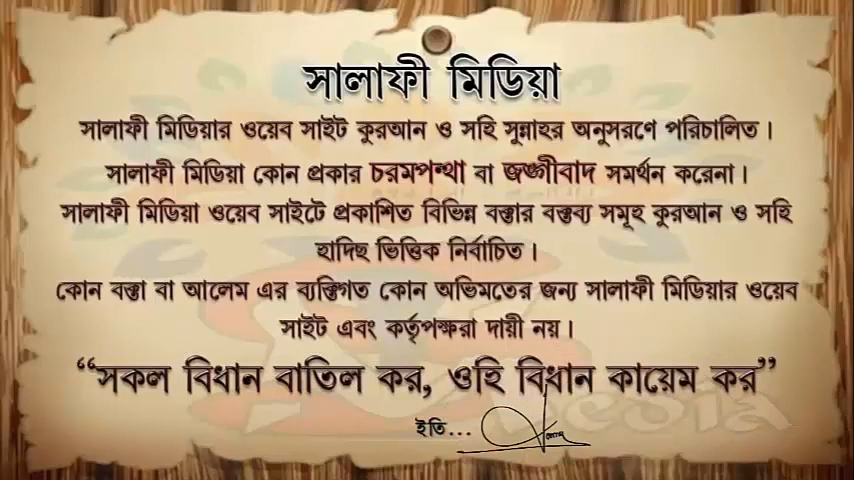 সালাফী মিডিয়া
সালাফী মিডিয়ার ওয়েব সাইট কুরআন ও সহি সুন্নাহর অনুসরণে পরিচালিত।
সালাফী মিডিয়া কোন প্রকার চরমপন্থা বা জঙ্গীবাদ সমর্থন করেনা।
সালাফী মিডিয়া ওয়েব সাইটে প্রকাশিত বিভিন্ন বক্তার বক্তব্য সমূহ কুরআন ও সহি
হাদিছ ভিত্তিক নির্বাচিত।
কোন বক্তা বা আলেম এর ব্যক্তিগত কোন অভিমতের জন্য সালাফী মিডিয়ার ওয়েব
সাইট এবং কর্তৃপক্ষরা দায়ী নয়।
“সকল বিধান বাতিল কর, ওহি বিধান কায়েম কর”
ইতি...